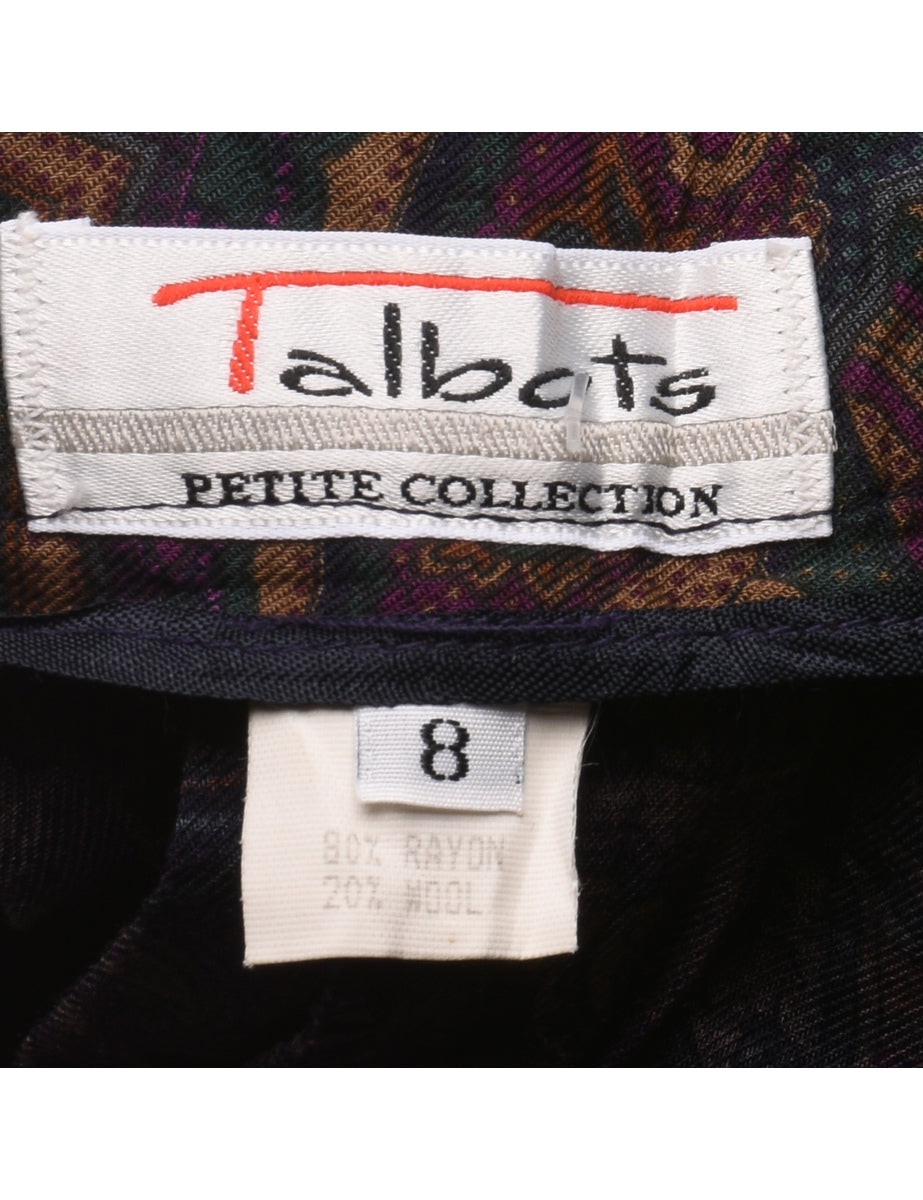 Talbots
PETITE COLLECTION
8
80% RAYON
20% WOOL